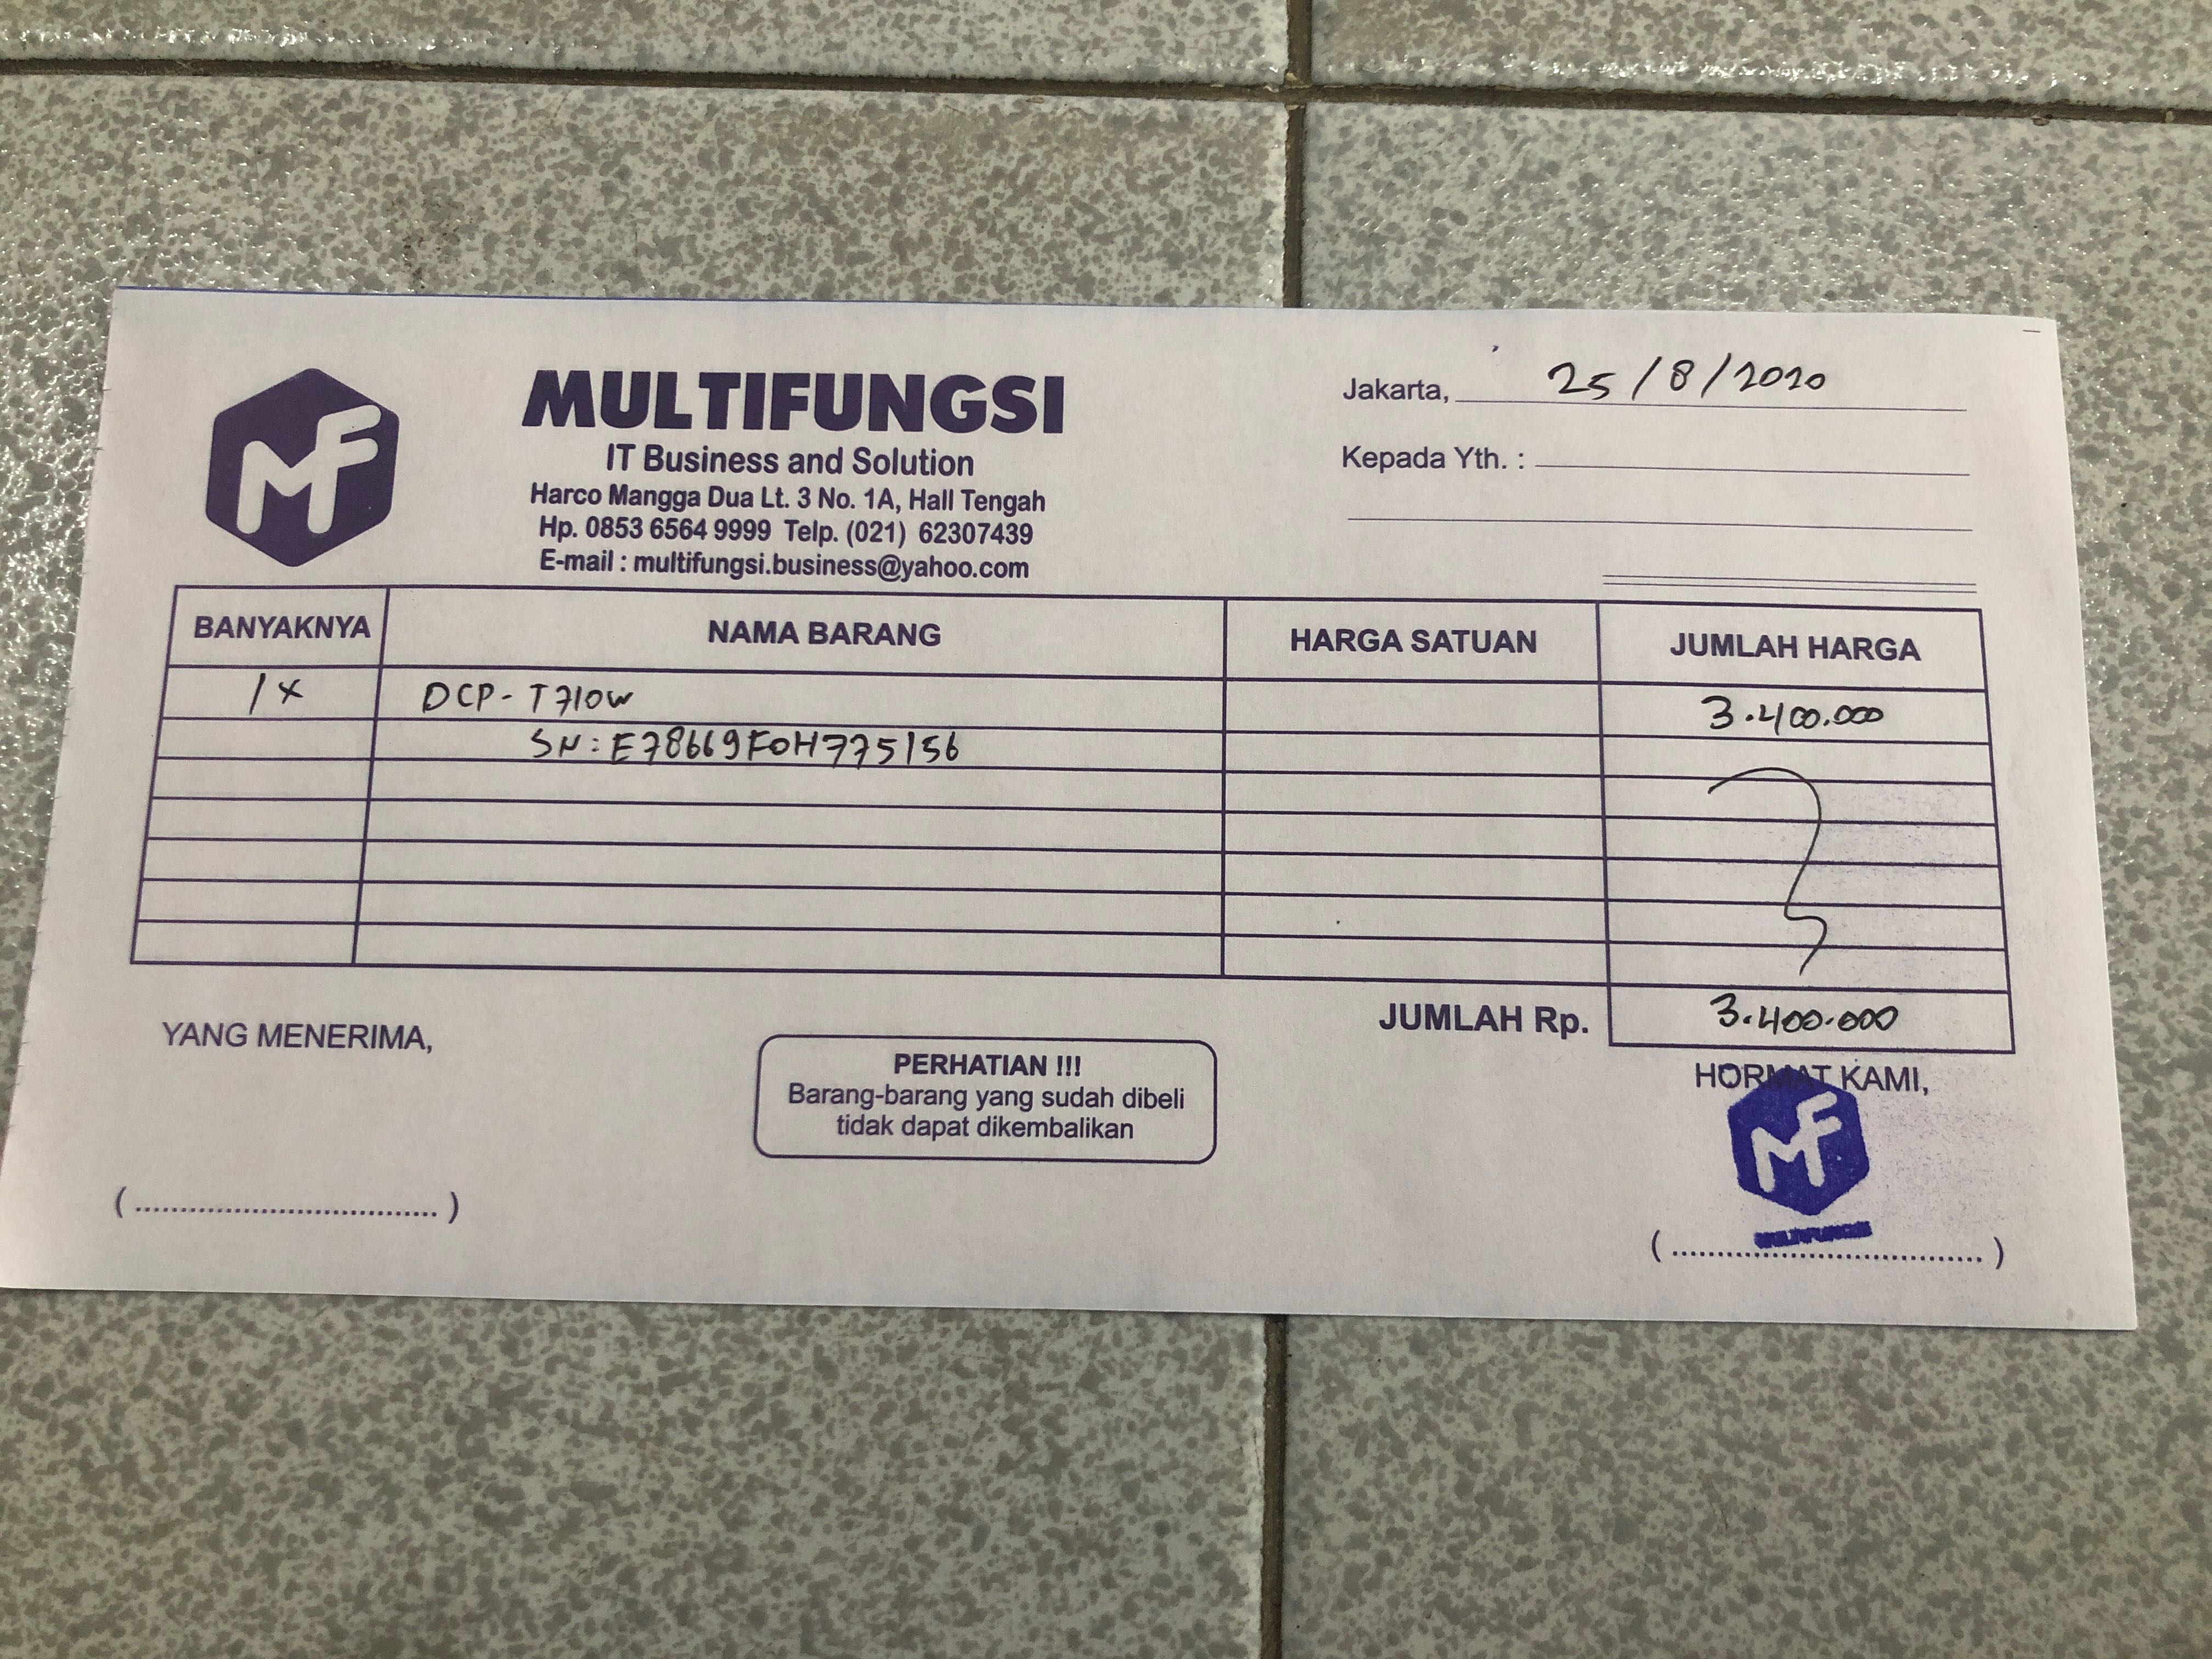 MF
MULTIFUNGSI
IT Business and Solution
Harco Mangga Dua Lt. 3 No. 1A, Hall Tengah
Hp. 0853 6564 9999 Telp. (021) 62307439
E-mail : multifungsi.business@yahoo.com
Jakarta, 25/8/2020
Kepada Yth. :
BANYAKNYA NAMA BARANG HARGA SATUAN JUMLAH HARGA
1x DCP-T710W 3.400.000
SN: E78669F0H775156
JUMLAH Rp. 3.400.000
YANG MENERIMA,
PERHATIAN !!!
Barang-barang yang sudah dibeli
tidak dapat dikembalikan
HORMAT KAMI,
MF
MULTIFUNGSI
(....................................)
(....................................)